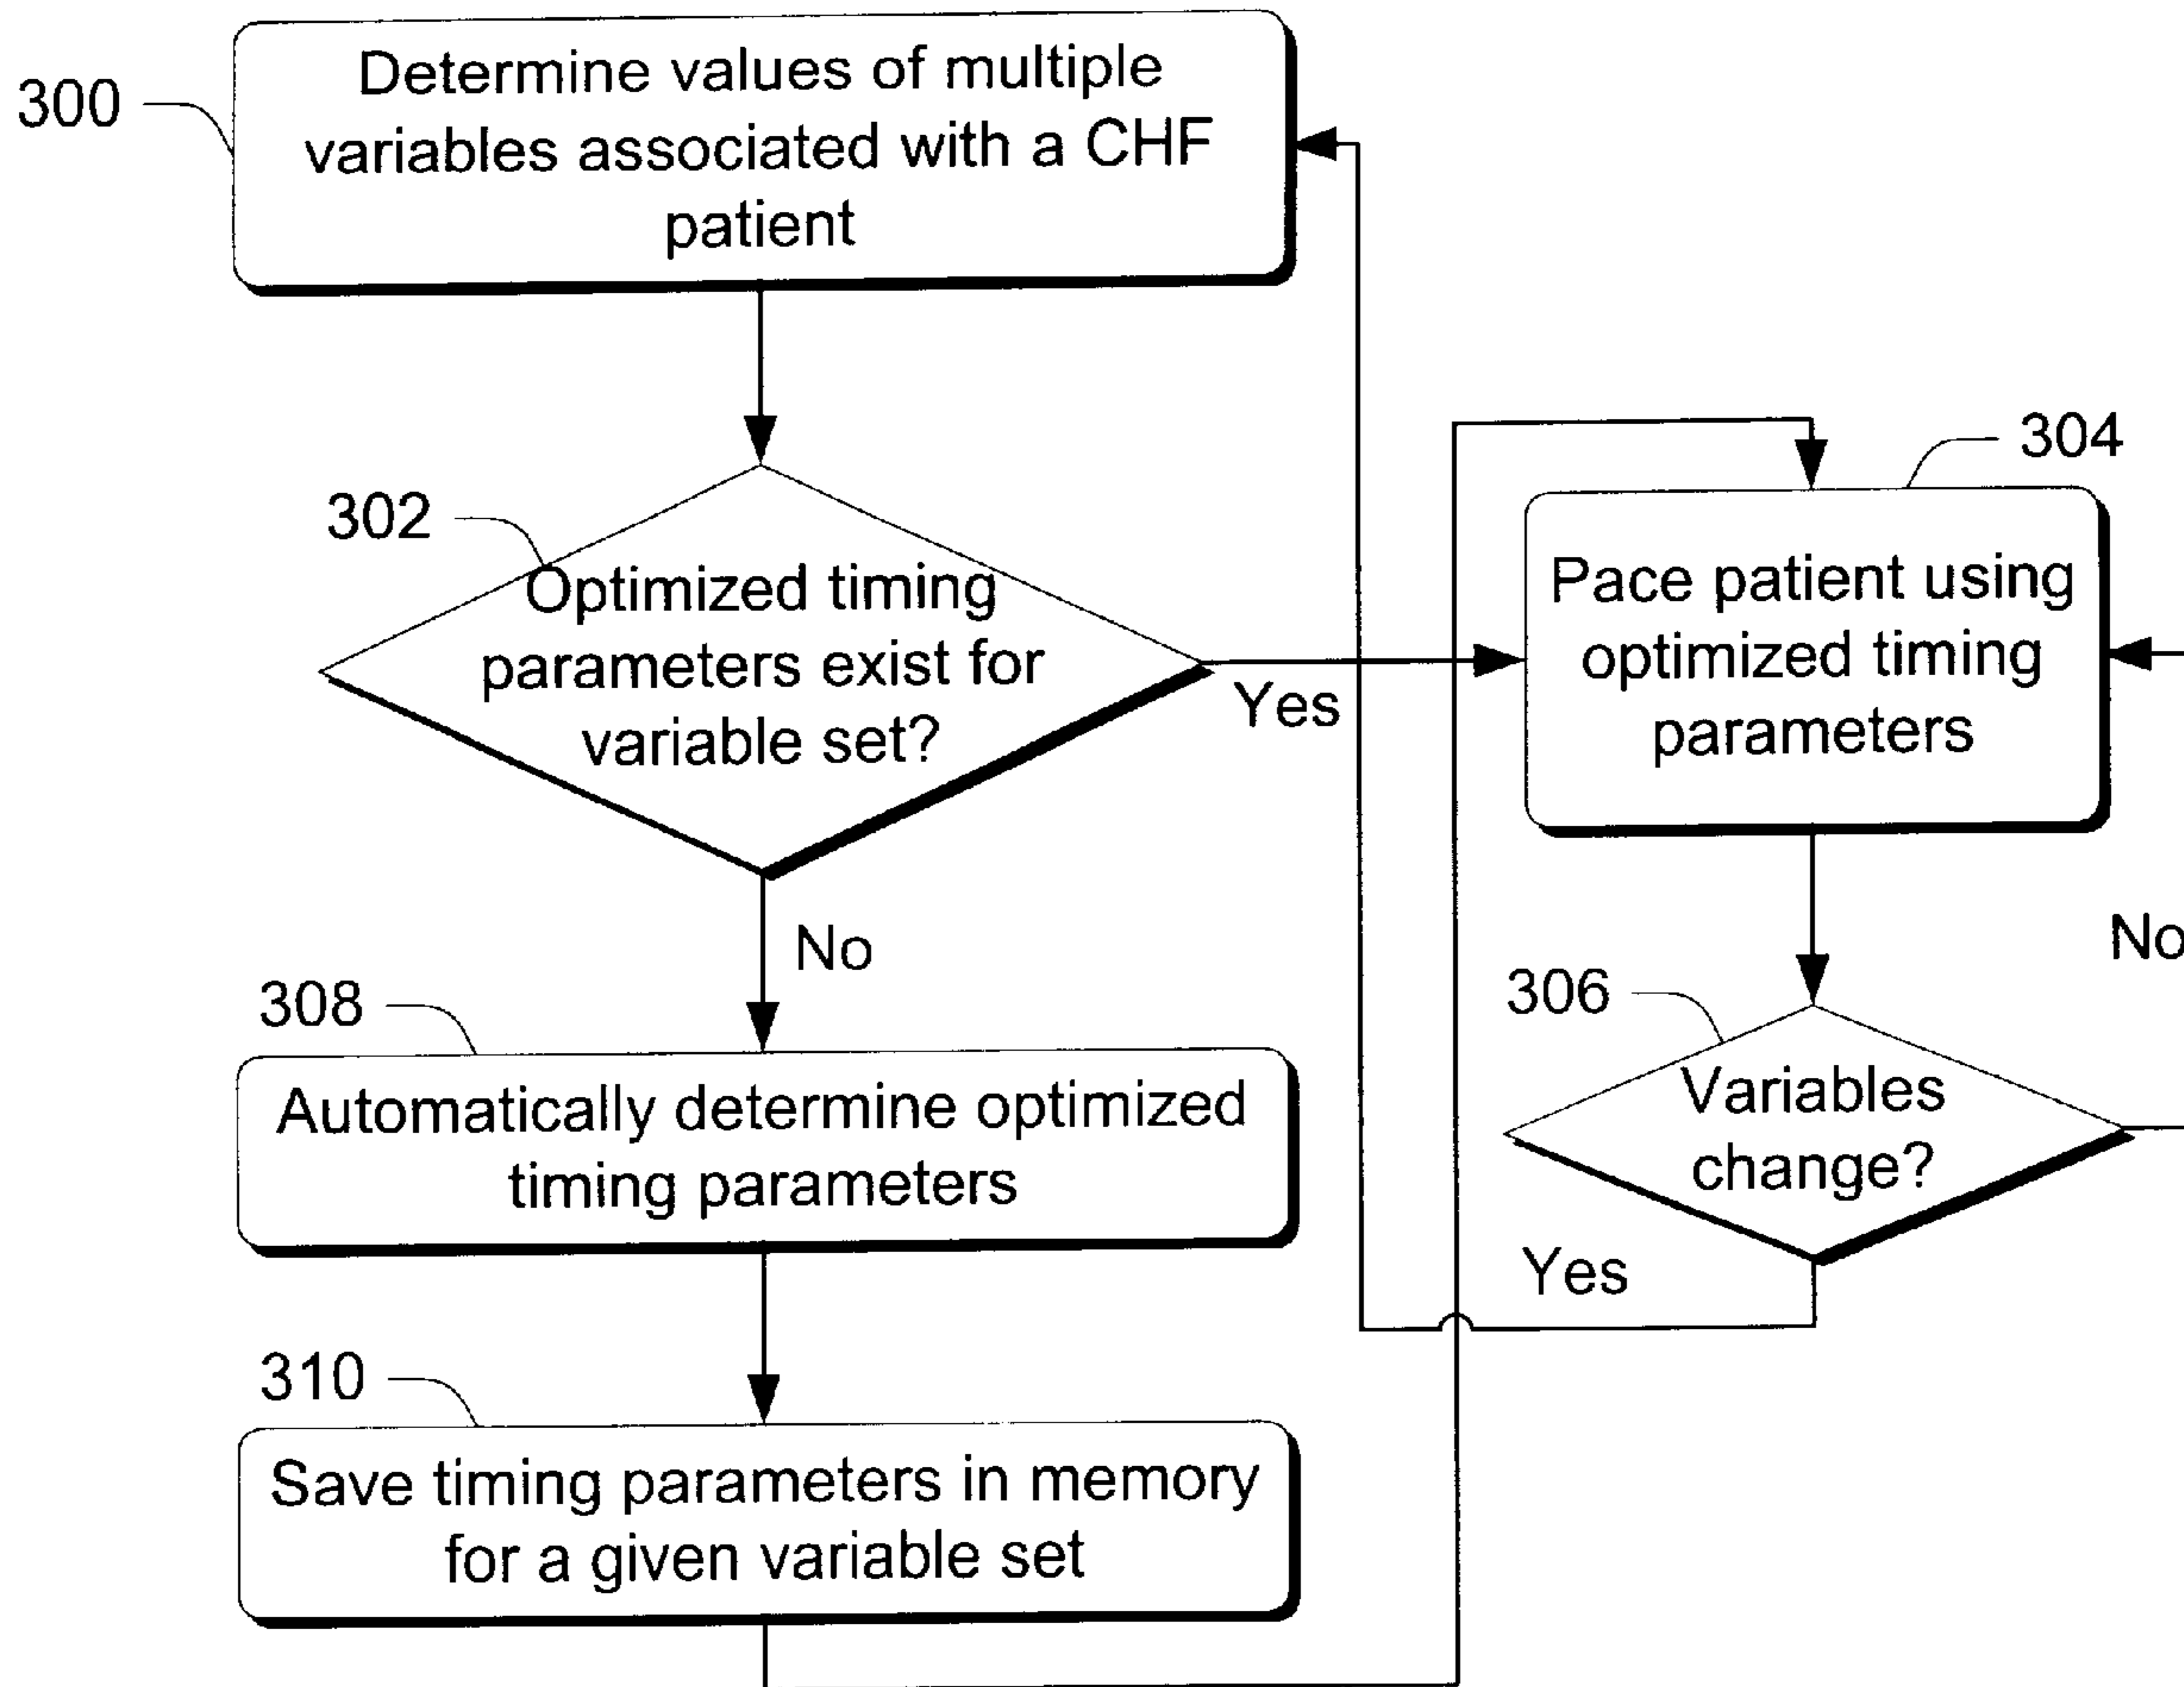 300
Determine values of multiple
variables associated with a CHF
patient
302
Optimized timing
parameters exist for
variable set?
Yes
304
Pace patient using
optimized timing
parameters
No
308
Automatically determine optimized
timing parameters
306
Variables
change?
No
Yes
310
Save timing parameters in memory
for a given variable set